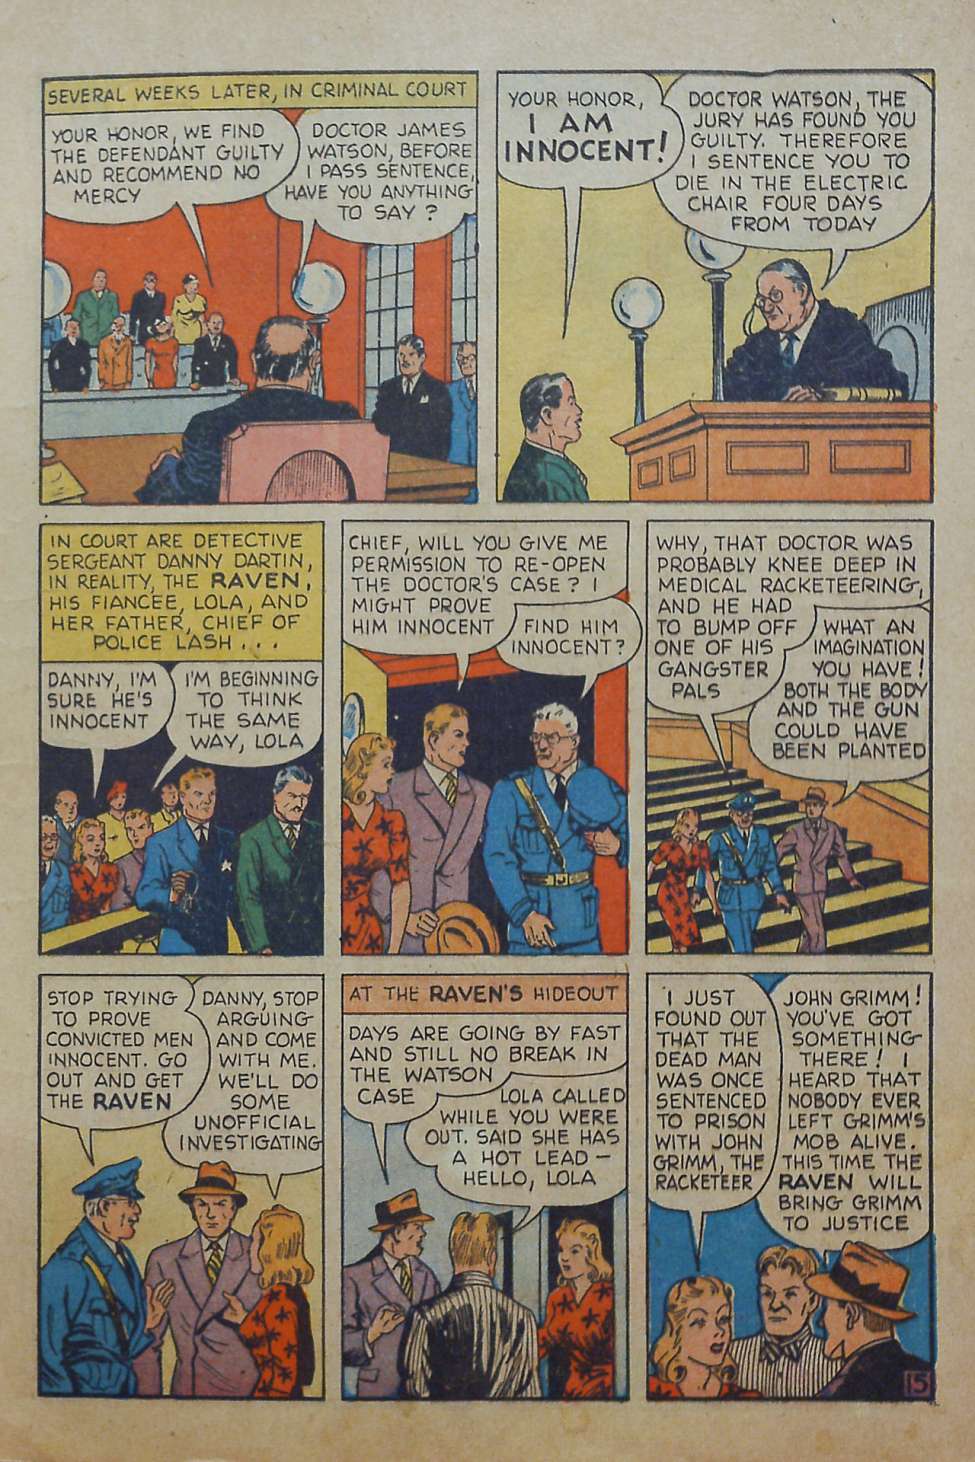 SEVERAL WEEKS LATER, IN CRIMINAL COURT
YOUR HONOR, WE FIND
THE DEFENDANT GUILTY
AND RECOMMEND NO
MERCY
DOCTOR JAMES
WATSON, BEFORE
I PASS SENTENCE,
HAVE YOU ANYTHING
TO SAY?
YOUR HONOR,
I AM
INNOCENT!
DOCTOR WATSON, THE
JURY HAS FOUND YOU
GUILTY. THEREFORE
I SENTENCE YOU TO
DIE IN THE ELECTRIC
CHAIR FOUR DAYS
FROM TODAY
IN COURT ARE DETECTIVE
SERGEANT DANNY DARTIN,
IN REALITY, THE RAVEN,
HIS FIANCEE, LOLA, AND
HER FATHER, CHIEF OF
POLICE LASH...
DANNY, I'M
SURE HE'S
INNOCENT
I'M BEGINNING
TO THINK
THE SAME
WAY, LOLA
CHIEF, WILL YOU GIVE ME
PERMISSION TO RE-OPEN
THE DOCTOR'S CASE? I
MIGHT PROVE
HIM INNOCENT
FIND HIM
INNOCENT?
WHY, THAT DOCTOR WAS
PROBABLY KNEE DEEP IN
MEDICAL RACKETEERING,
AND HE HAD
TO BUMP OFF
ONE OF HIS
GANGSTER
PALS
WHAT AN
IMAGINATION
YOU HAVE!
BOTH THE BODY
AND THE GUN
COULD HAVE
BEEN PLANTED
STOP TRYING
TO PROVE
CONVICTED MEN
INNOCENT. GO
OUT AND GET
THE RAVEN
DANNY, STOP
ARGUING
AND COME
WITH ME.
WE'LL DO
SOME
UNOFFICIAL
INVESTIGATING
AT THE RAVEN'S HIDEOUT
DAYS ARE GOING BY FAST
AND STILL NO BREAK IN
THE WATSON
CASE
LOLA CALLED
WHILE YOU WERE
OUT. SAID SHE HAS
A HOT LEAD—
HELLO, LOLA
I JUST
FOUND OUT
THAT THE
DEAD MAN
WAS ONCE
SENTENCED
TO PRISON
WITH JOHN
GRIMM, THE
RACKETEER
JOHN GRIMM!
YOU'VE GOT
SOMETHING
THERE! I
HEARD THAT
NOBODY EVER
LEFT GRIMM'S
MOB ALIVE.
THIS TIME THE
RAVEN WILL
BRING GRIMM
TO JUSTICE
15